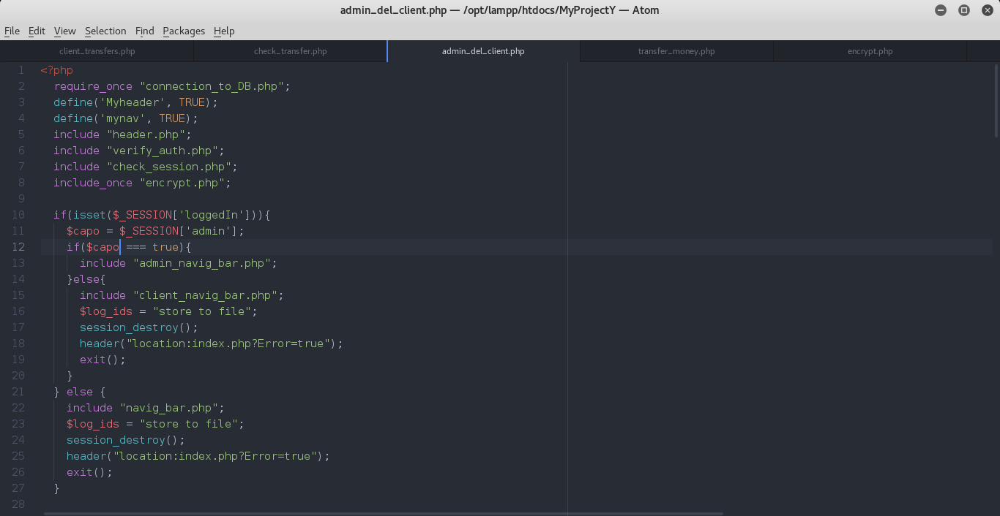 admin_del_client.php — /opt/lampp/htdocs/MyProjectY — Atom
File Edit View Selection Find Packages Help
client_transfers.php check_transfer.php admin_del_client.php transfer_money.php encrypt.php
1 <?php
2 require_once "connection_to_DB.php";
3 define('Myheader', TRUE);
4 define('mynav', TRUE);
5 include "header.php";
6 include "verify_auth.php";
7 include "check_session.php";
8 include_once "encrypt.php";
9
10 if(isset($_SESSION['loggedIn'])){
11 $capo = $_SESSION['admin'];
12 if($capo === true){
13 include "admin_navig_bar.php";
14 }else{
15 include "client_navig_bar.php";
16 $log_ids = "store to file";
17 session_destroy();
18 header("location:index.php?Error=true");
19 exit();
20 }
21 } else {
22 include "navig_bar.php";
23 $log_ids = "store to file";
24 session_destroy();
25 header("location:index.php?Error=true");
26 exit();
27 }
28